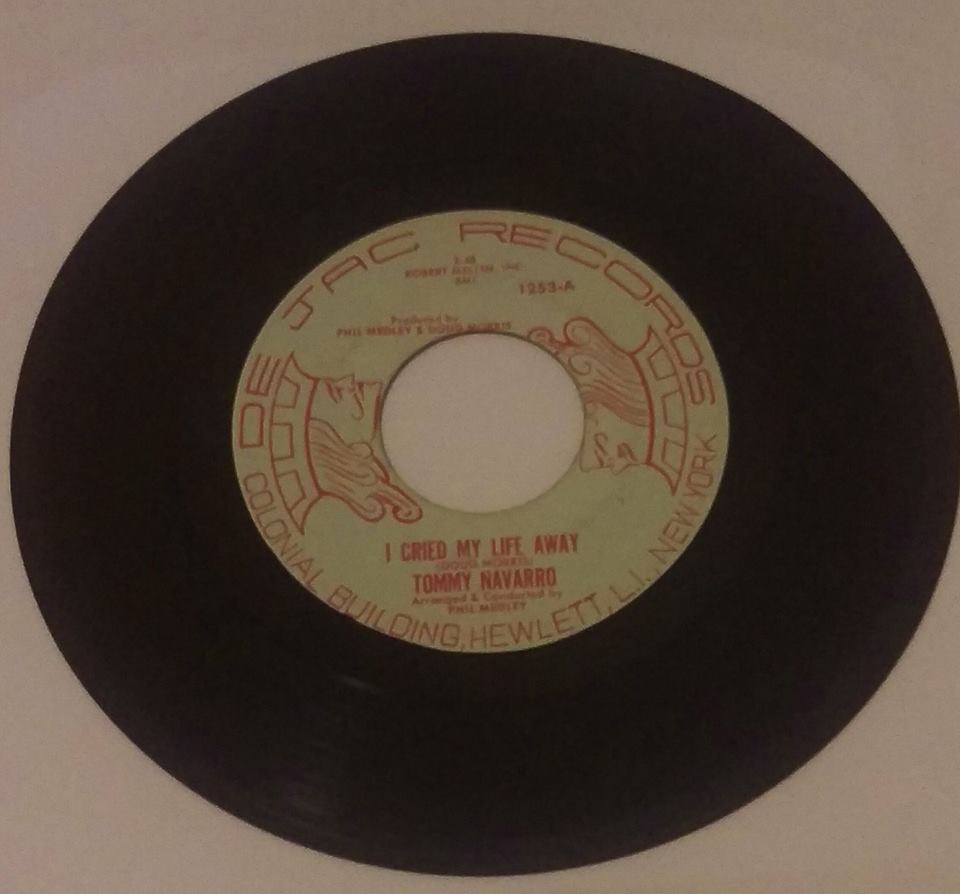 DE JAC RECORDS
ROBERT MELLIN, INC.
BMI
1253-A
Produced by
PHIL MEDLEY & DOUG MORRIS
I CRIED MY LIFE AWAY
(DOUG MORRIS)
TOMMY NAVARRO
Arranged & Conducted by
PHIL MEDLEY
COLONIAL BUILDING, HEWLETT, L.I. NEW YORK